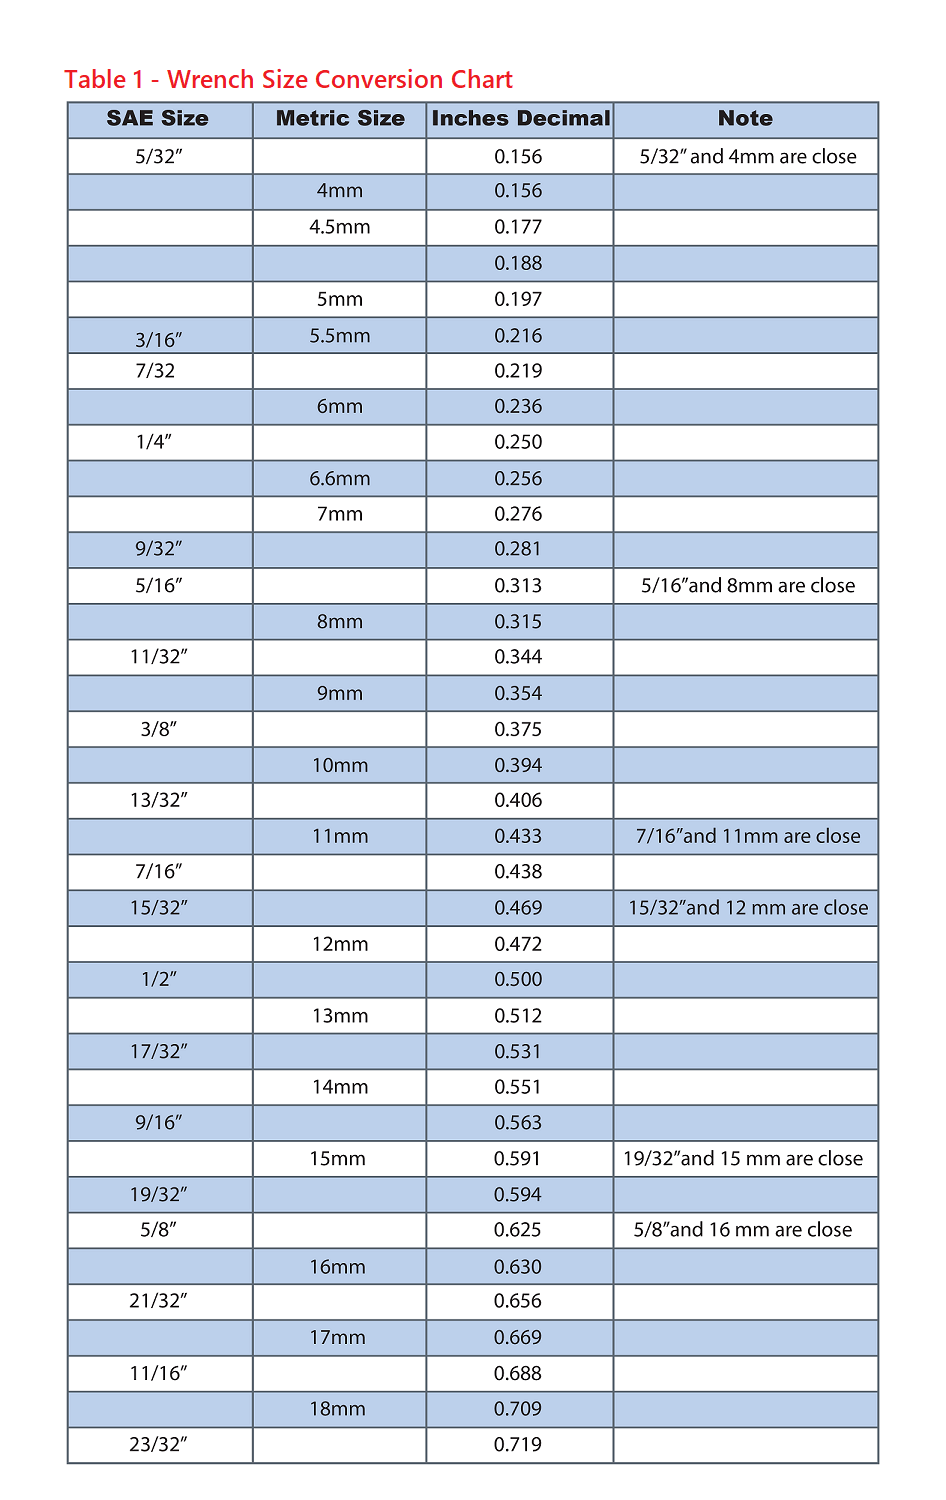 Table 1 - Wrench Size Conversion Chart
SAE Size Metric Size Inches Decimal Note
5/32” 0.156 5/32” and 4mm are close
4mm 0.156
4.5mm 0.177
0.188
5mm 0.197
3/16” 5.5mm 0.216
7/32 0.219
6mm 0.236
1/4” 0.250
6.6mm 0.256
7mm 0.276
9/32” 0.281
5/16” 0.313 5/16”and 8mm are close
8mm 0.315
11/32” 0.344
9mm 0.354
3/8” 0.375
10mm 0.394
13/32” 0.406
11mm 0.433 7/16”and 11mm are close
7/16” 0.438
15/32” 0.469 15/32”and 12 mm are close
12mm 0.472
1/2” 0.500
13mm 0.512
17/32” 0.531
14mm 0.551
9/16” 0.563
15mm 0.591 19/32”and 15 mm are close
19/32” 0.594
5/8” 0.625 5/8”and 16 mm are close
16mm 0.630
21/32” 0.656
17mm 0.669
11/16” 0.688
18mm 0.709
23/32” 0.719